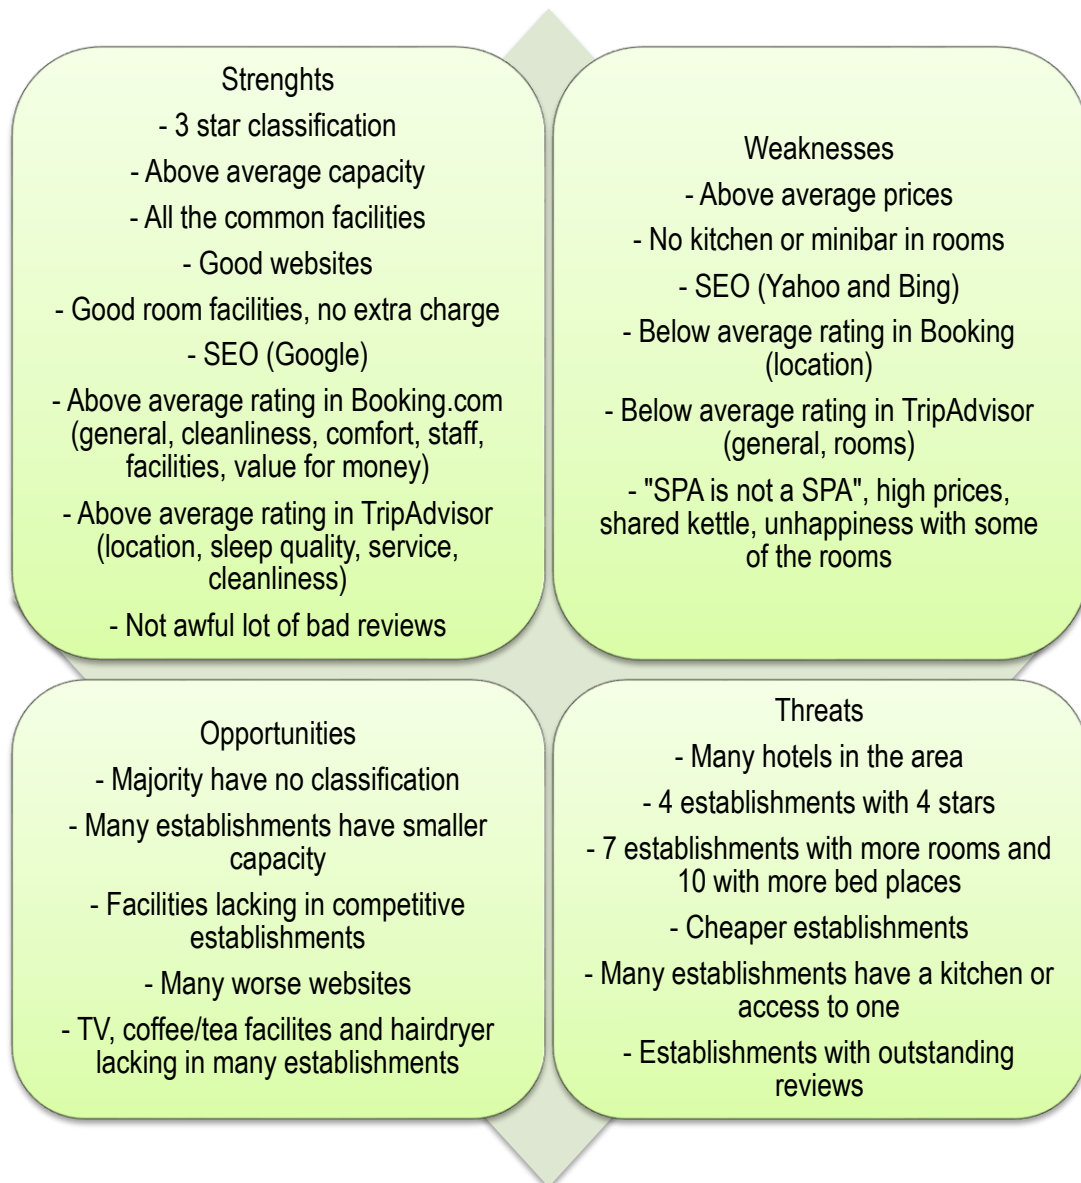 Strenghts
- 3 star classification
- Above average capacity
- All the common facilities
- Good websites
- Good room facilities, no extra charge
- SEO (Google)
- Above average rating in Booking.com
(general, cleanliness, comfort, staff,
facilities, value for money)
- Above average rating in TripAdvisor
(location, sleep quality, service,
cleanliness)
- Not awful lot of bad reviews
Weaknesses
- Above average prices
- No kitchen or minibar in rooms
- SEO (Yahoo and Bing)
- Below average rating in Booking
(location)
- Below average rating in TripAdvisor
(general, rooms)
- "SPA is not a SPA", high prices,
shared kettle, unhappiness with some
of the rooms
Opportunities
- Majority have no classification
- Many establishments have smaller
capacity
- Facilities lacking in competitive
establishments
- Many worse websites
- TV, coffee/tea facilites and hairdryer
lacking in many establishments
Threats
- Many hotels in the area
- 4 establishments with 4 stars
- 7 establishments with more rooms and
10 with more bed places
- Cheaper establishments
- Many establishments have a kitchen or
access to one
- Establishments with outstanding
reviews